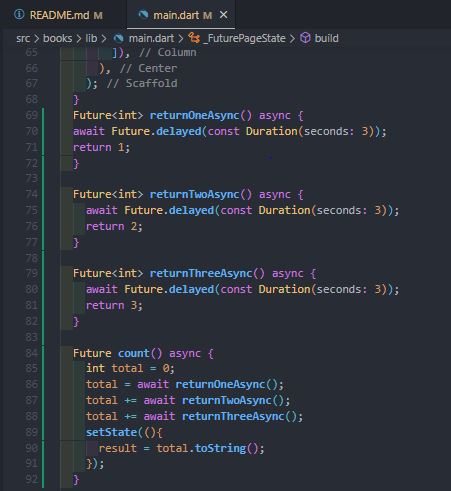 README.md M
main.dart M X
src > books > lib > main.dart > _FuturePageState > build
65 ]), // Column
66 ), // Center
67 ); // Scaffold
68 }
69 Future<int> returnOneAsync() async {
70 await Future.delayed(const Duration(seconds: 3));
71 return 1;
72 }
73
74 Future<int> returnTwoAsync() async {
75 await Future.delayed(const Duration(seconds: 3));
76 return 2;
77 }
78
79 Future<int> returnThreeAsync() async {
80 await Future.delayed(const Duration(seconds: 3));
81 return 3;
82 }
83
84 Future count() async {
85 int total = 0;
86 total = await returnOneAsync();
87 total += await returnTwoAsync();
88 total += await returnThreeAsync();
89 setState((){
90 result = total.toString();
91 });
92 }